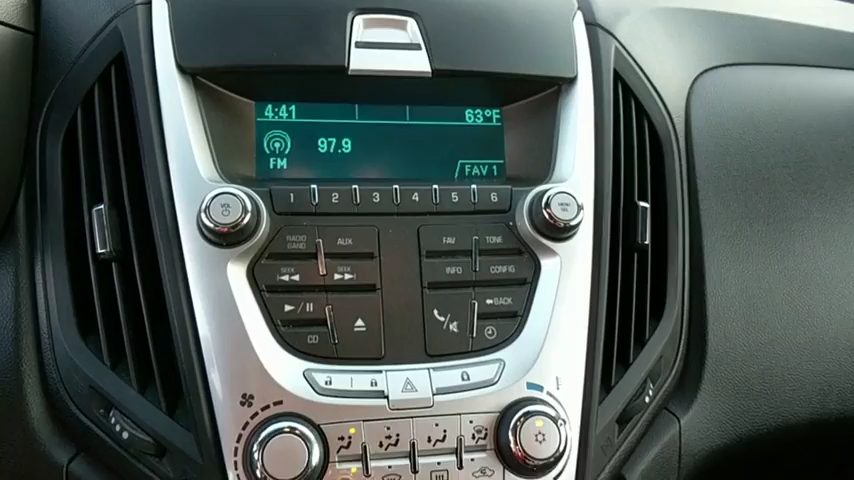 4:41 63°F
97.9
FM FAV 1
1 2 3 4 5 6
VOL
MENU SEL
RADIO BAND AUX FAV TONE
SEEK SEEK INFO CONFIG
BACK
CD